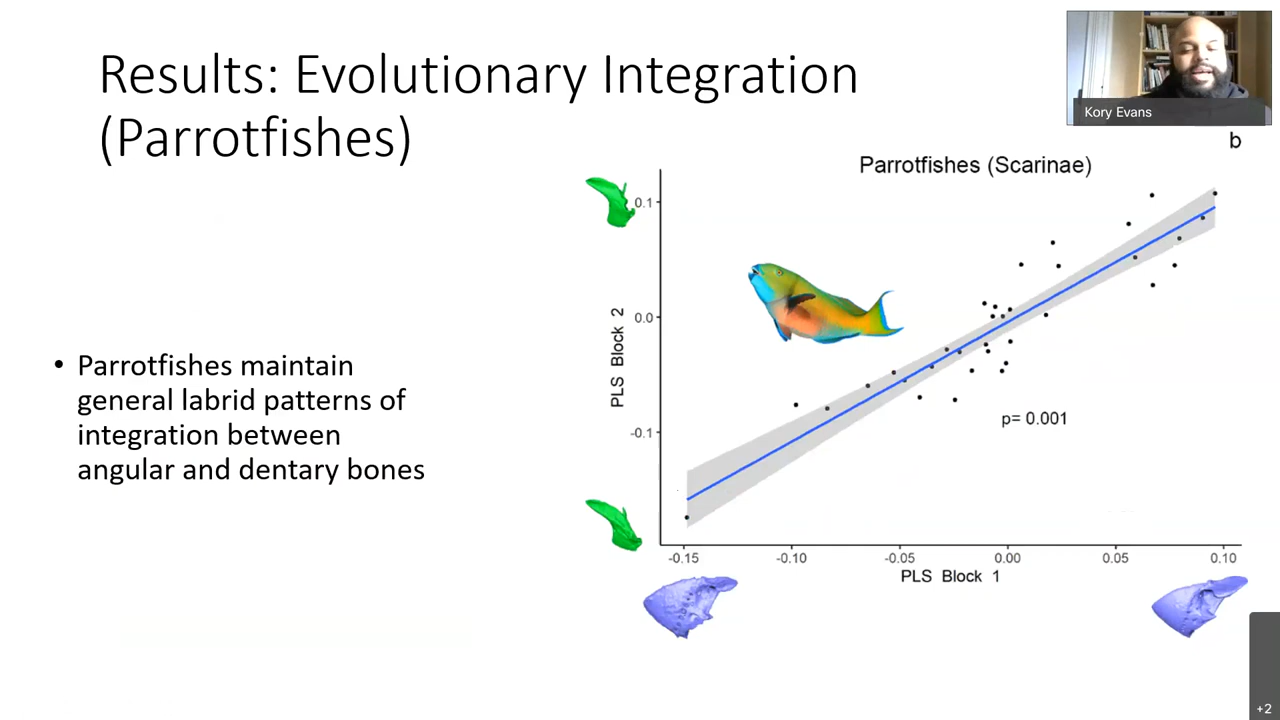 Results: Evolutionary Integration
(Parrotfishes)
Kory Evans
b
Parrotfishes (Scarinae)
0.1
0.0
-0.1
PLS Block 2
p= 0.001
-0.15 -0.10 -0.05 0.00 0.05 0.10
PLS Block 1
• Parrotfishes maintain
general labrid patterns of
integration between
angular and dentary bones
+2